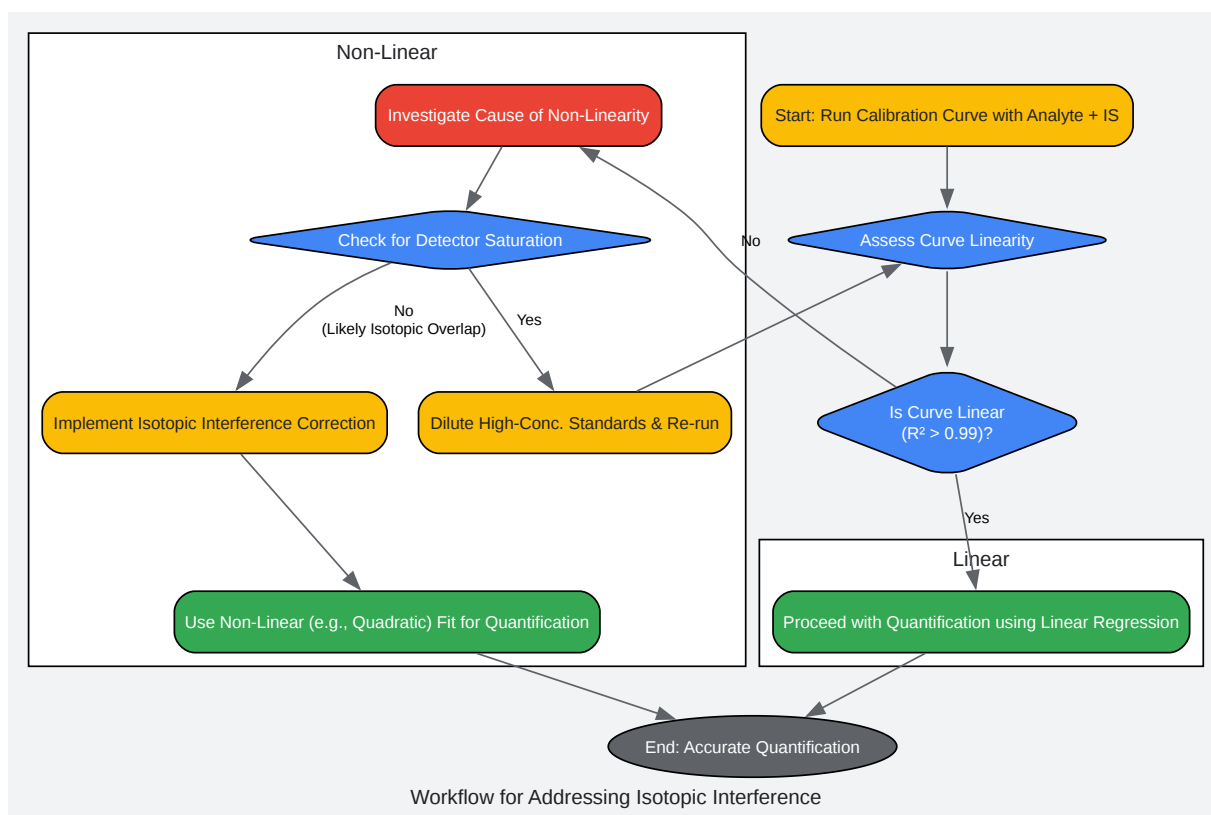 Non-Linear
Investigate Cause of Non-Linearity
Start: Run Calibration Curve with Analyte + IS
Check for Detector Saturation
No
Assess Curve Linearity
No
(Likely Isotopic Overlap)
Yes
Implement Isotopic Interference Correction
Dilute High-Conc. Standards & Re-run
Is Curve Linear
(R² > 0.99)?
Yes
Linear
Use Non-Linear (e.g., Quadratic) Fit for Quantification
Proceed with Quantification using Linear Regression
End: Accurate Quantification
Workflow for Addressing Isotopic Interference